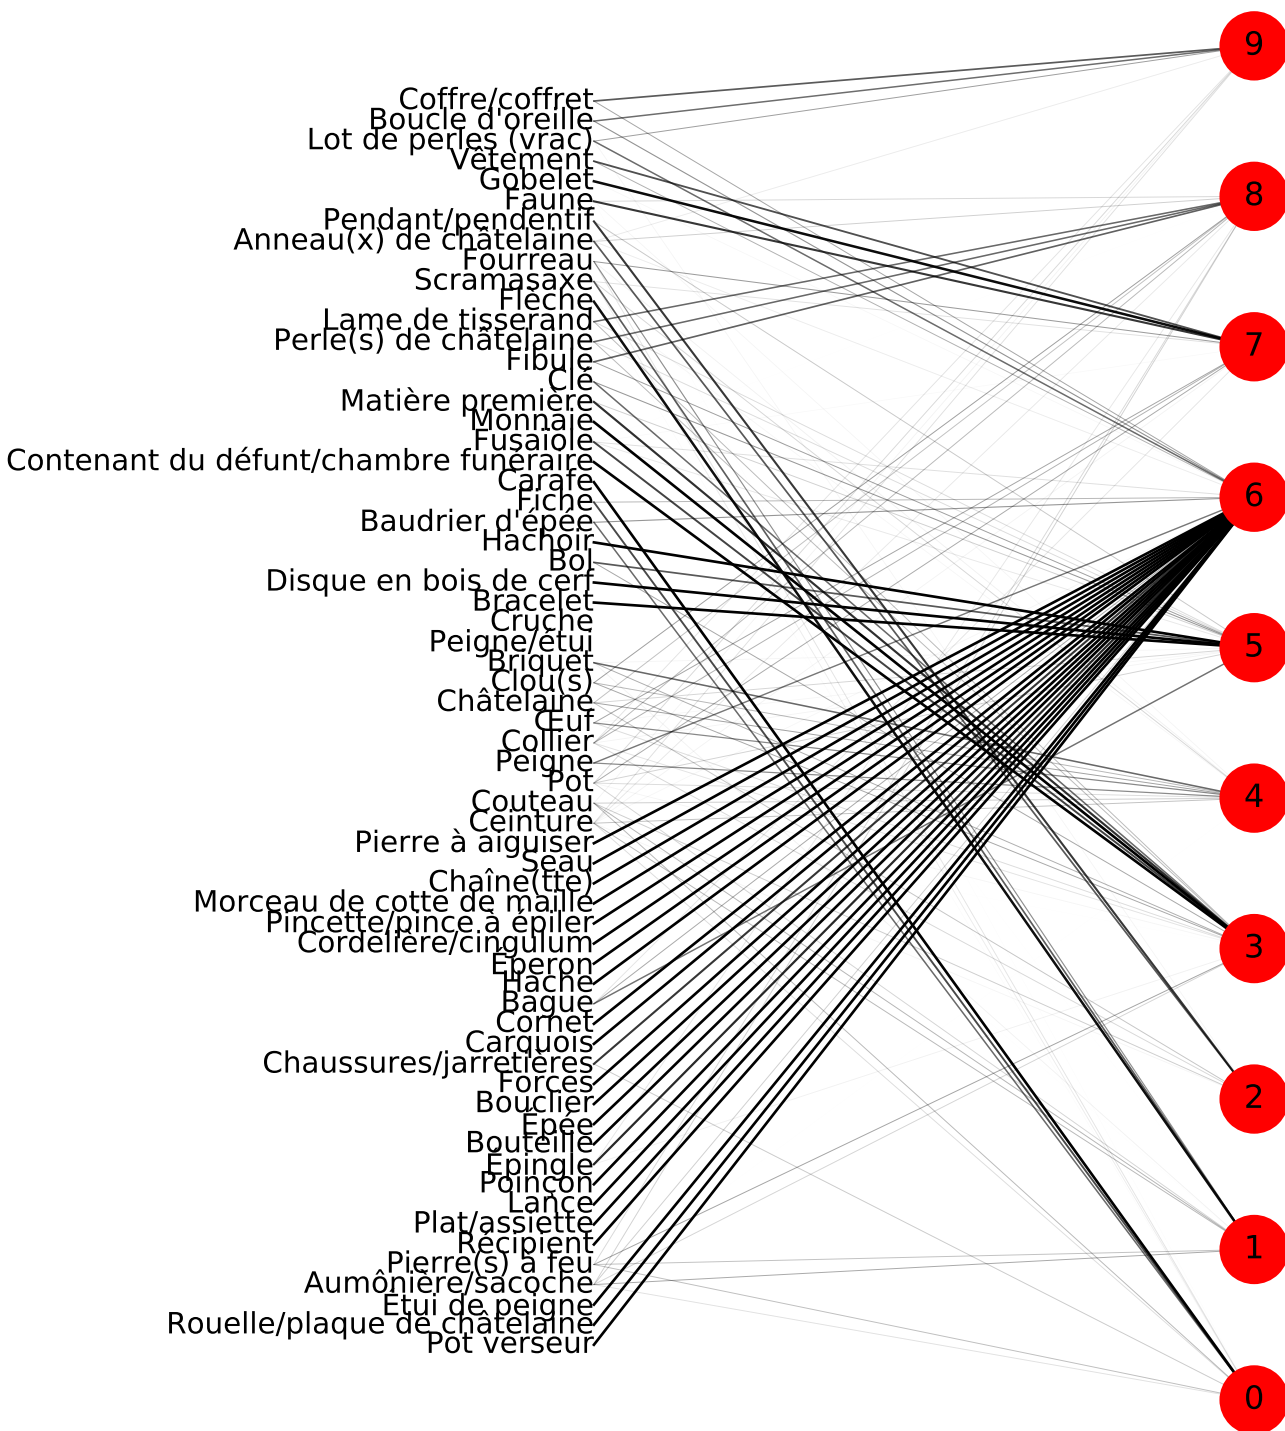 9
Coffre/coffret
Boucle d'oreille
Lot de perles (vrac)
Vêtement
Gobelet
8
Faune
Pendant/pendentif
Anneau(x) de châtelaine
Fourreau
Scramasaxe
Flèche
Lame de tisserand
Perle(s) de châtelaine
7
Fibule
Clé
Matière première
Monnaie
Fusaïole
Contenant du défunt/chambre funéraire
Carafe
6
Fiche
Baudrier d'épée
Hachoir
Bol
Disque en bois de cerf
Bracelet
Cruche
Peigne/étui
5
Briquet
Clou(s)
Châtelaine
Œuf
Collier
Peigne
Pot
4
Couteau
Ceinture
Pierre à aiguiser
Seau
Chaîne(tte)
Morceau de cotte de maille
Pincette/pince à épiler
Cordelière/cingulum
3
Éperon
Hache
Bague
Cornet
Carquois
Chaussures/jarretières
Forces
2
Bouclier
Épée
Bouteille
Épingle
Poinçon
Lance
Plat/assiette
Récipient
1
Pierre(s) à feu
Aumônière/sacoche
Étui de peigne
Rouelle/plaque de châtelaine
Pot verseur
0